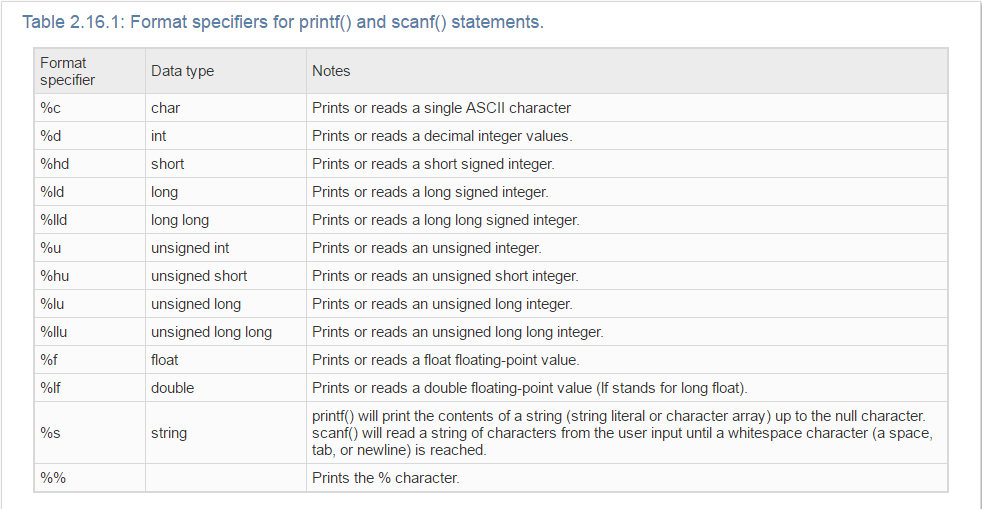 Table 2.16.1: Format specifiers for printf() and scanf() statements.
Format specifier Data type Notes
%c char Prints or reads a single ASCII character
%d int Prints or reads a decimal integer values.
%hd short Prints or reads a short signed integer.
%ld long Prints or reads a long signed integer.
%lld long long Prints or reads a long long signed integer.
%u unsigned int Prints or reads an unsigned integer.
%hu unsigned short Prints or reads an unsigned short integer.
%lu unsigned long Prints or reads an unsigned long integer.
%llu unsigned long long Prints or reads an unsigned long long integer.
%f float Prints or reads a float floating-point value.
%lf double Prints or reads a double floating-point value (lf stands for long float).
%s string printf() will print the contents of a string (string literal or character array) up to the null character.
scanf() will read a string of characters from the user input until a whitespace character (a space,
tab, or newline) is reached.
%% Prints the % character.